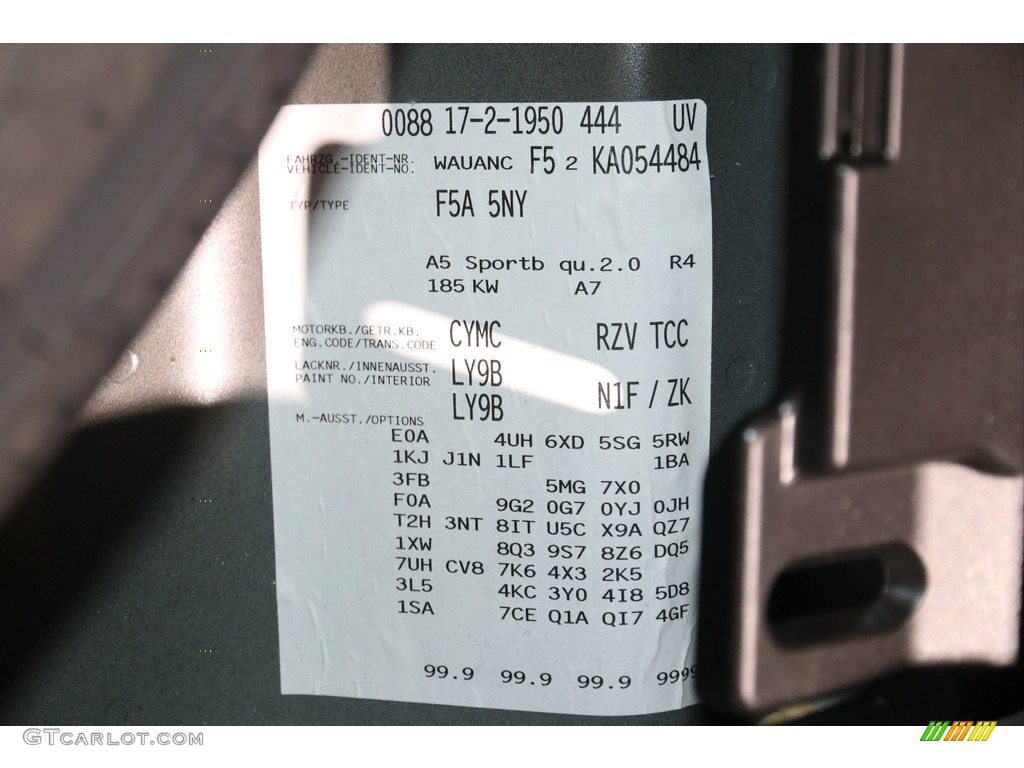 0088 17-2-1950 444 UV
FAHRZG.-IDENT-NR.
VEHICLE-IDENT-NO. WAUANC F5 2 KA054484
TYP/TYPE F5A 5NY
A5 Sportb qu.2.0 R4
185 KW A7
MOTORKB./GETR.KB.
ENG.CODE/TRANS.CODE CYMC RZV TCC
LACKNR./INNENAUSST.
PAINT NO./INTERIOR LY9B
LY9B N1F / ZK
M.-AUSST./OPTIONS
E0A 4UH 6XD 5SG 5RW
1KJ J1N 1LF 1BA
3FB 5MG 7X0
F0A 9G2 0G7 0YJ 0JH
T2H 3NT 8IT U5C X9A QZ7
1XW 8Q3 9S7 8Z6 DQ5
7UH CV8 7K6 4X3 2K5
3L5 4KC 3Y0 4I8 5D8
1SA 7CE Q1A QI7 4GF
99.9 99.9 99.9 9999
GTCARLOT.COM